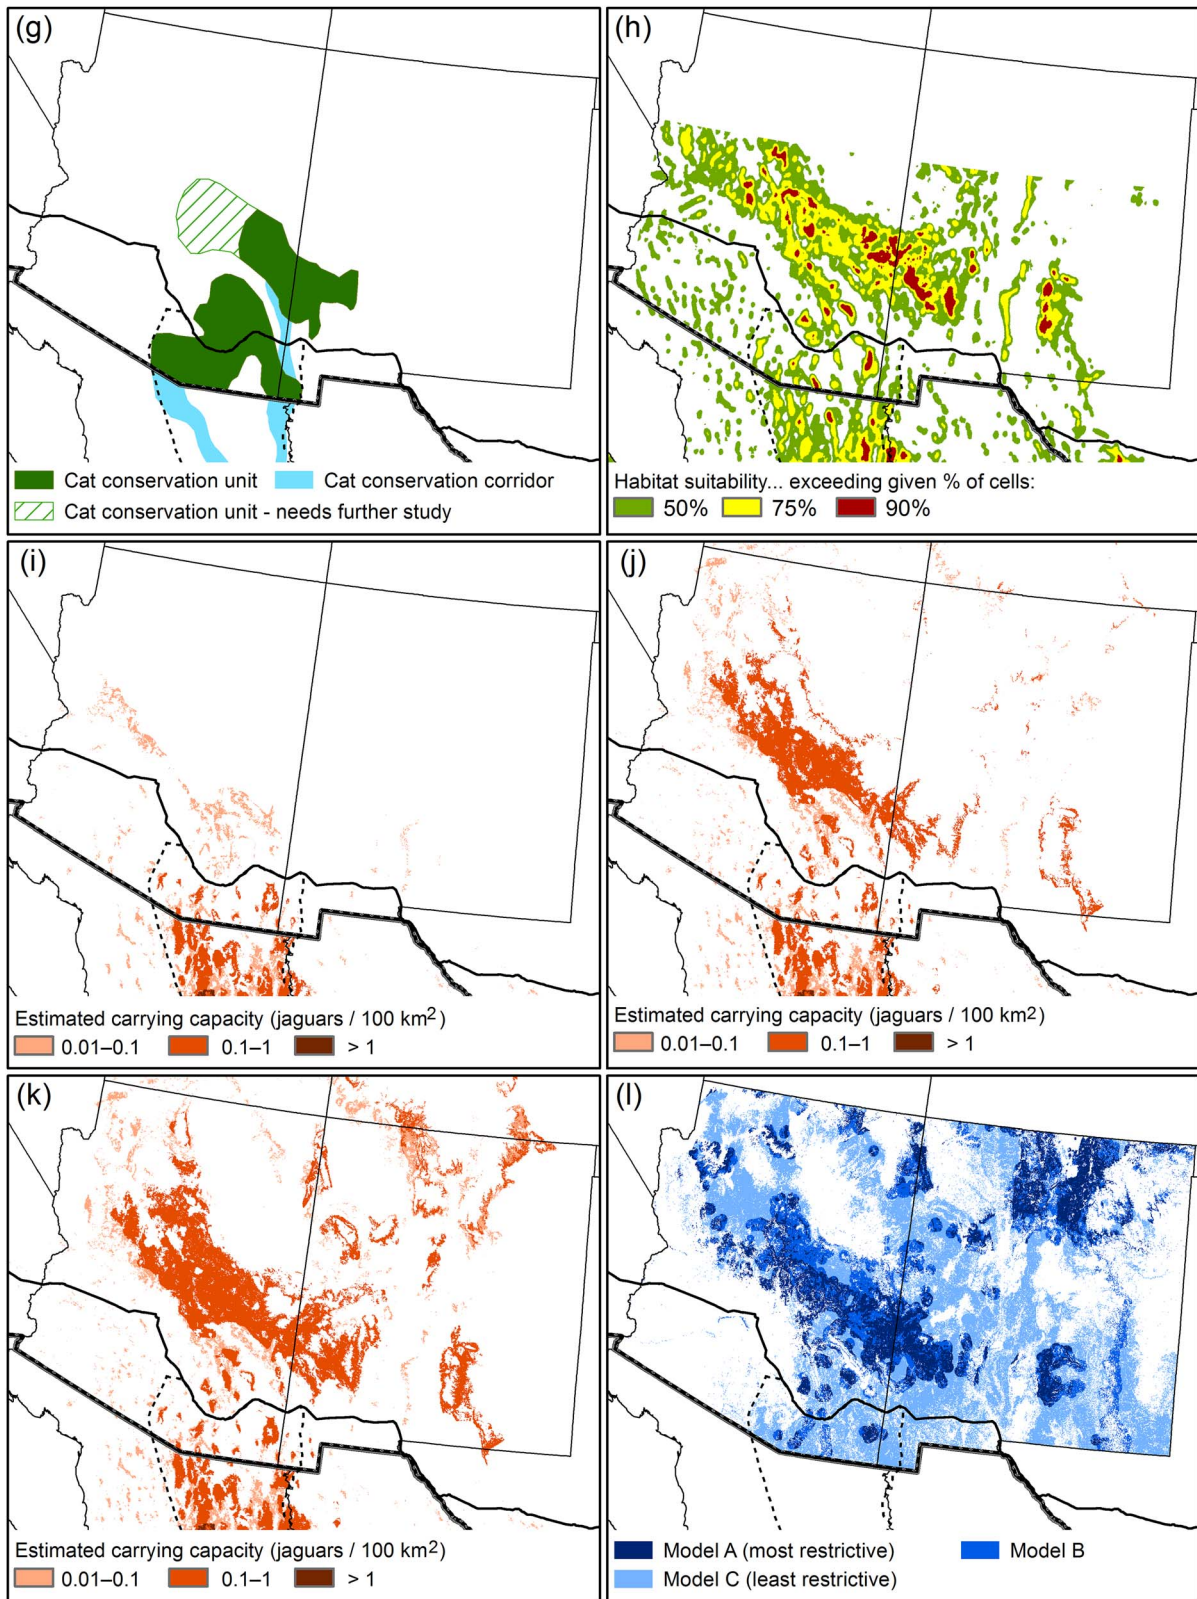 (g)
Cat conservation unit
Cat conservation corridor
Cat conservation unit - needs further study
(h)
Habitat suitability... exceeding given % of cells:
50%
75%
90%
(i)
Estimated carrying capacity (jaguars / 100 km²)
0.01–0.1
0.1–1
> 1
(j)
Estimated carrying capacity (jaguars / 100 km²)
0.01–0.1
0.1–1
> 1
(k)
Estimated carrying capacity (jaguars / 100 km²)
0.01–0.1
0.1–1
> 1
(l)
Model A (most restrictive)
Model B
Model C (least restrictive)